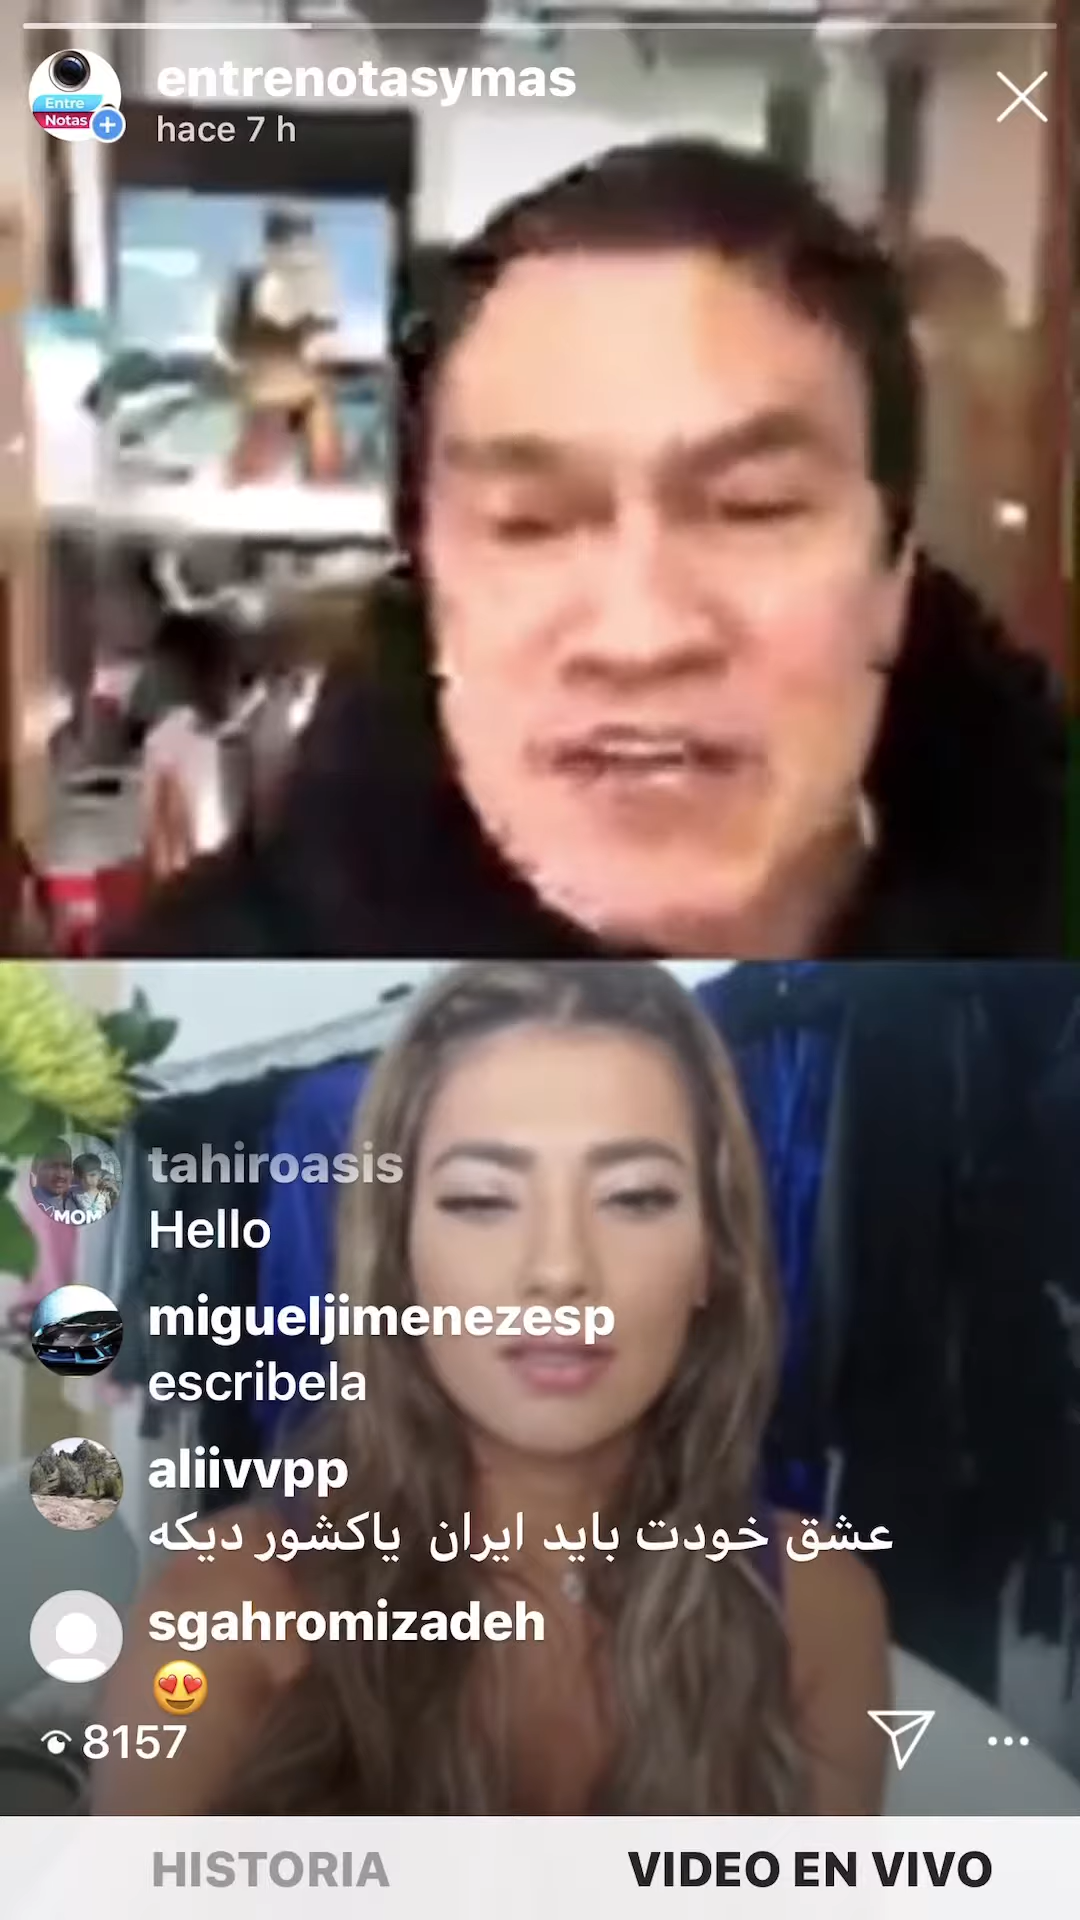 Entre
Notas
entrenotasymas
hace 7 h
tahiroasis
MOM
Hello
migueljimenezesp
escribela
aliivvpp
عشق خودت باید ایران یاکشور دیکه
sgahromizadeh
😍
8157
HISTORIA
VIDEO EN VIVO